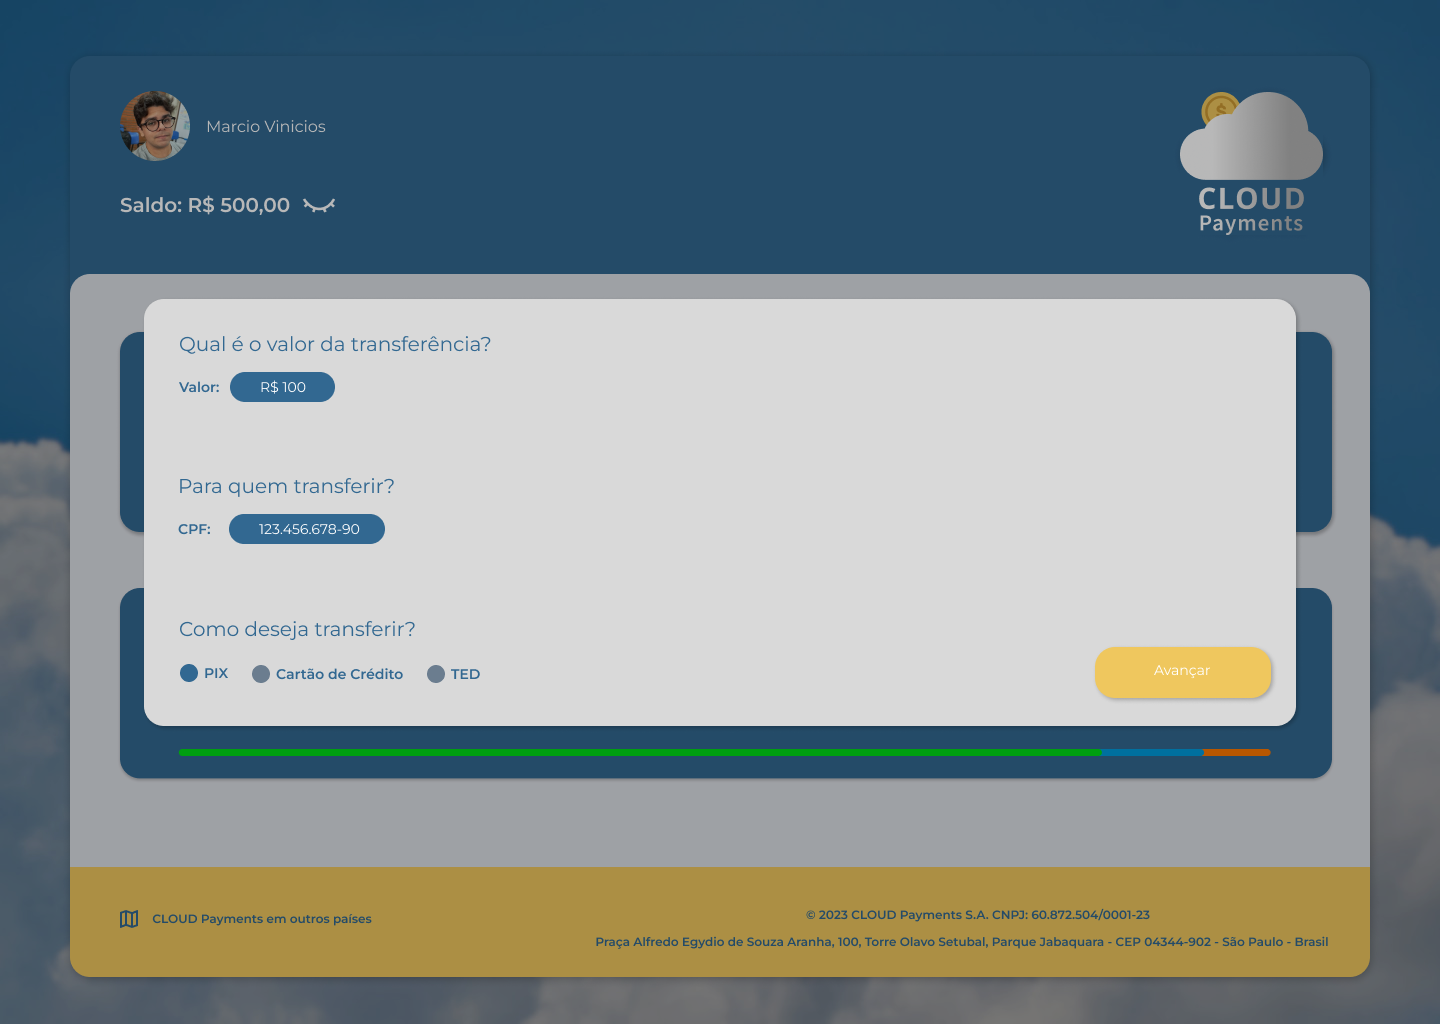 Marcio Vinicios
Saldo: R$ 500,00
$
CLOUD
Payments
Qual é o valor da transferência?
Valor: R$ 100
Para quem transferir?
CPF: 123.456.678-90
Como deseja transferir?
PIX Cartão de Crédito TED
Avançar
CLOUD Payments em outros países
© 2023 CLOUD Payments S.A. CNPJ: 60.872.504/0001-23
Praça Alfredo Egydio de Souza Aranha, 100, Torre Olavo Setubal, Parque Jabaquara - CEP 04344-902 - São Paulo - Brasil